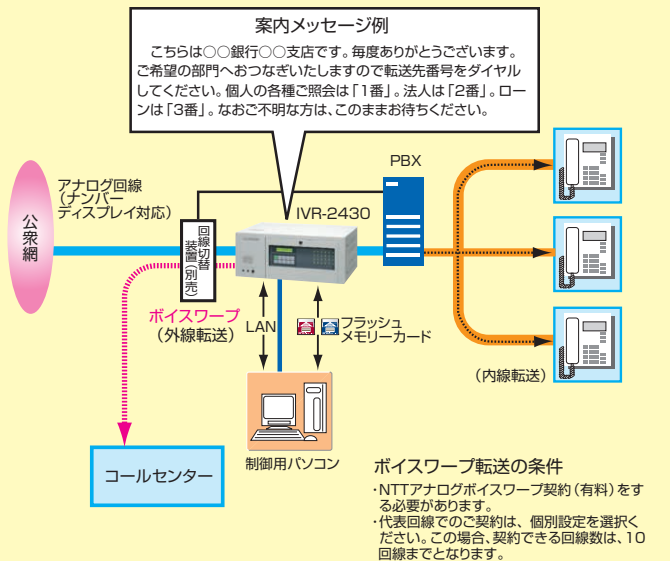 案内メッセージ例
こちらは○○銀行○○支店です。毎度ありがとうございます。
ご希望の部門へおつなぎいたしますので転送先番号をダイヤル
してください。個人の各種ご照会は「1番」。法人は「2番」。ロー
ンは「3番」。なおご不明な方は、このままお待ちください。
PBX
アナログ回線
(ナンバー
ディスプレイ対応)
IVR-2430
公衆網
回線切替
装置(別売)
ボイスワープ
(外線転送)
LAN
フラッシュ
メモリーカード
(内線転送)
制御用パソコン
コールセンター
ボイスワープ転送の条件
・NTTアナログボイスワープ契約(有料)をす
る必要があります。
・代表回線でのご契約は、個別設定を選択く
ださい。この場合、契約できる回線数は、10
回線までとなります。